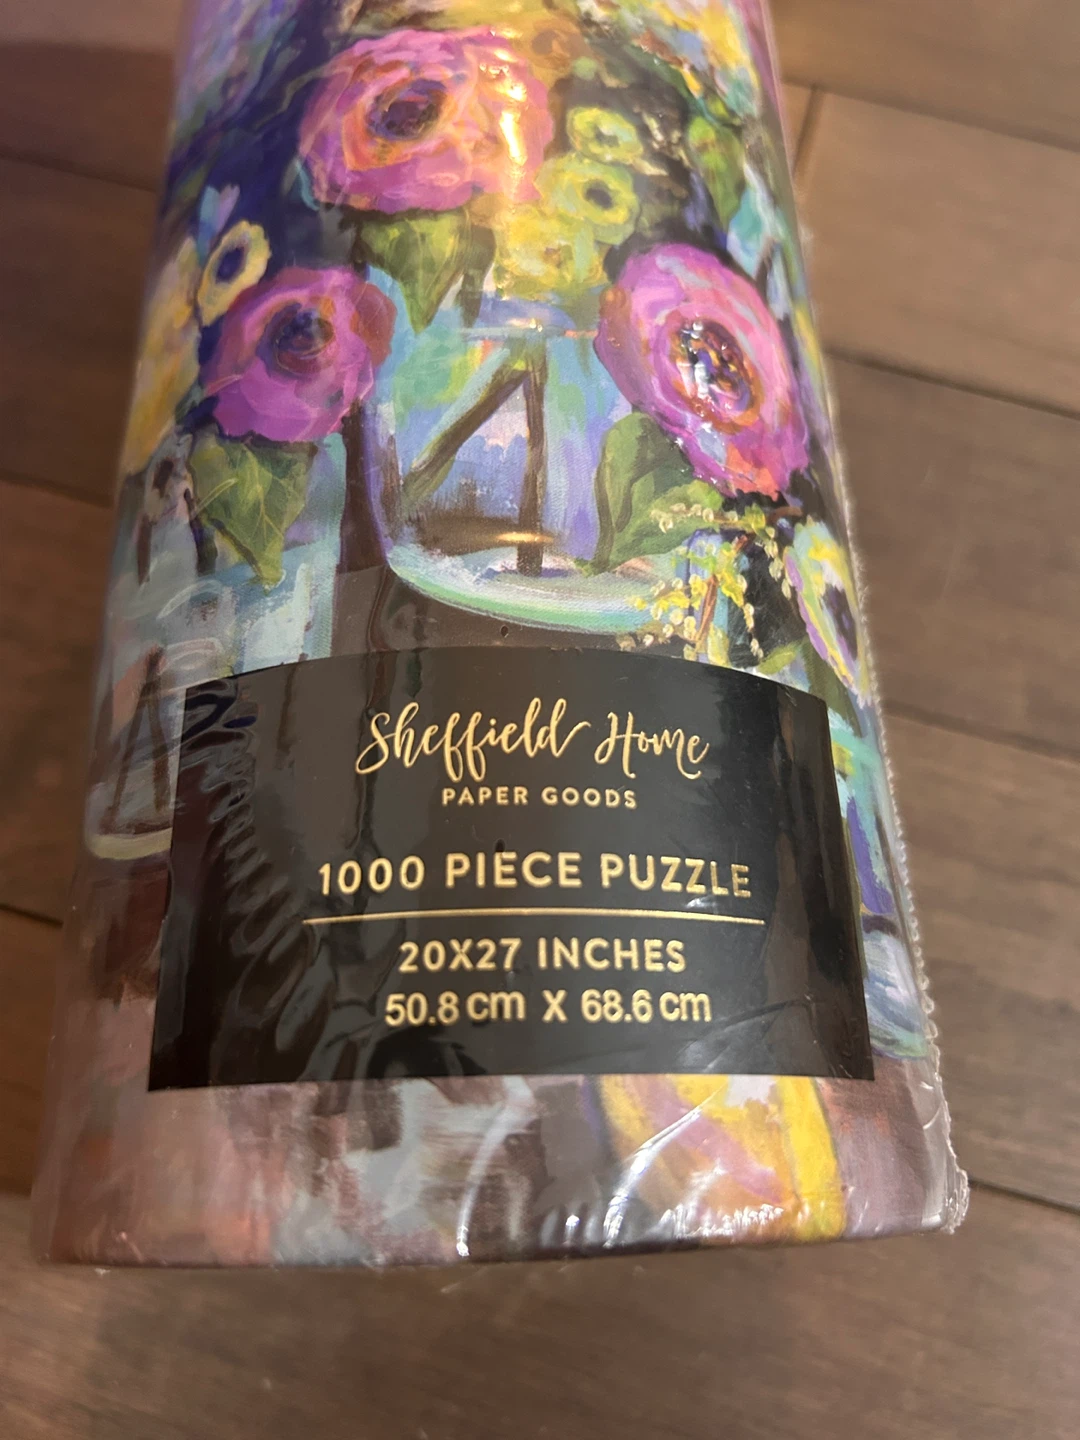 Sheffield Home
PAPER GOODS
1000 PIECE PUZZLE
20X27 INCHES
50.8 cm X 68.6 cm